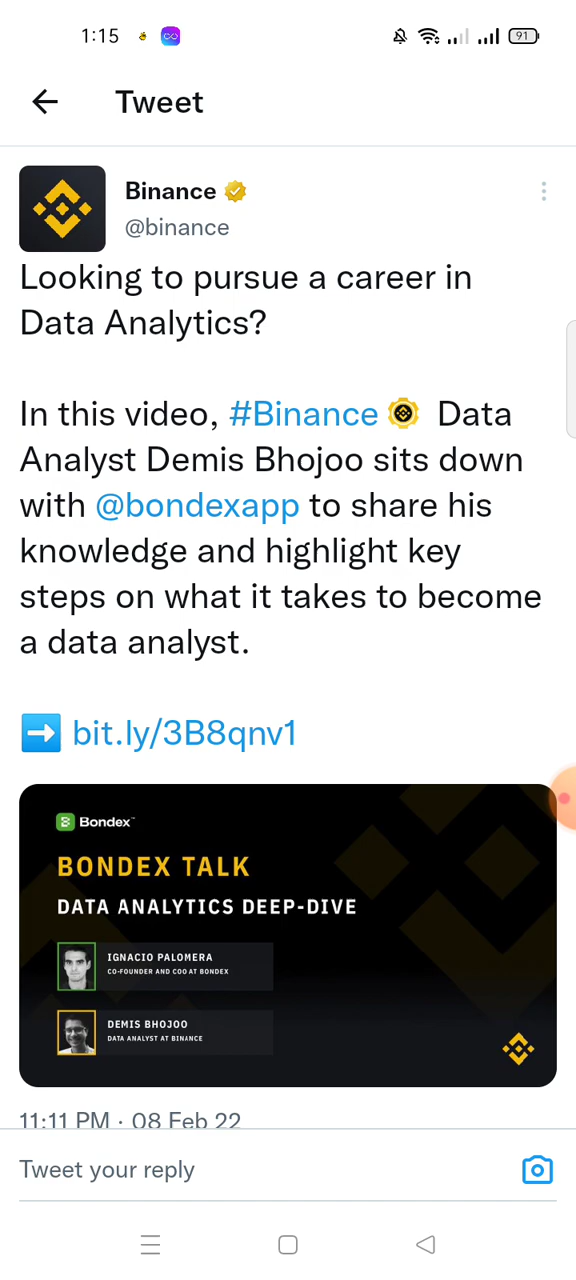 1:15
91
Tweet
Binance
@binance
Looking to pursue a career in
Data Analytics?
In this video, #Binance Data
Analyst Demis Bhojoo sits down
with @bondexapp to share his
knowledge and highlight key
steps on what it takes to become
a data analyst.
bit.ly/3B8qnv1
Bondex™
BONDEX TALK
DATA ANALYTICS DEEP-DIVE
IGNACIO PALOMERA
CO-FOUNDER AND COO AT BONDEX
DEMIS BHOJOO
DATA ANALYST AT BINANCE
11:11 PM · 08 Feb 22
Tweet your reply